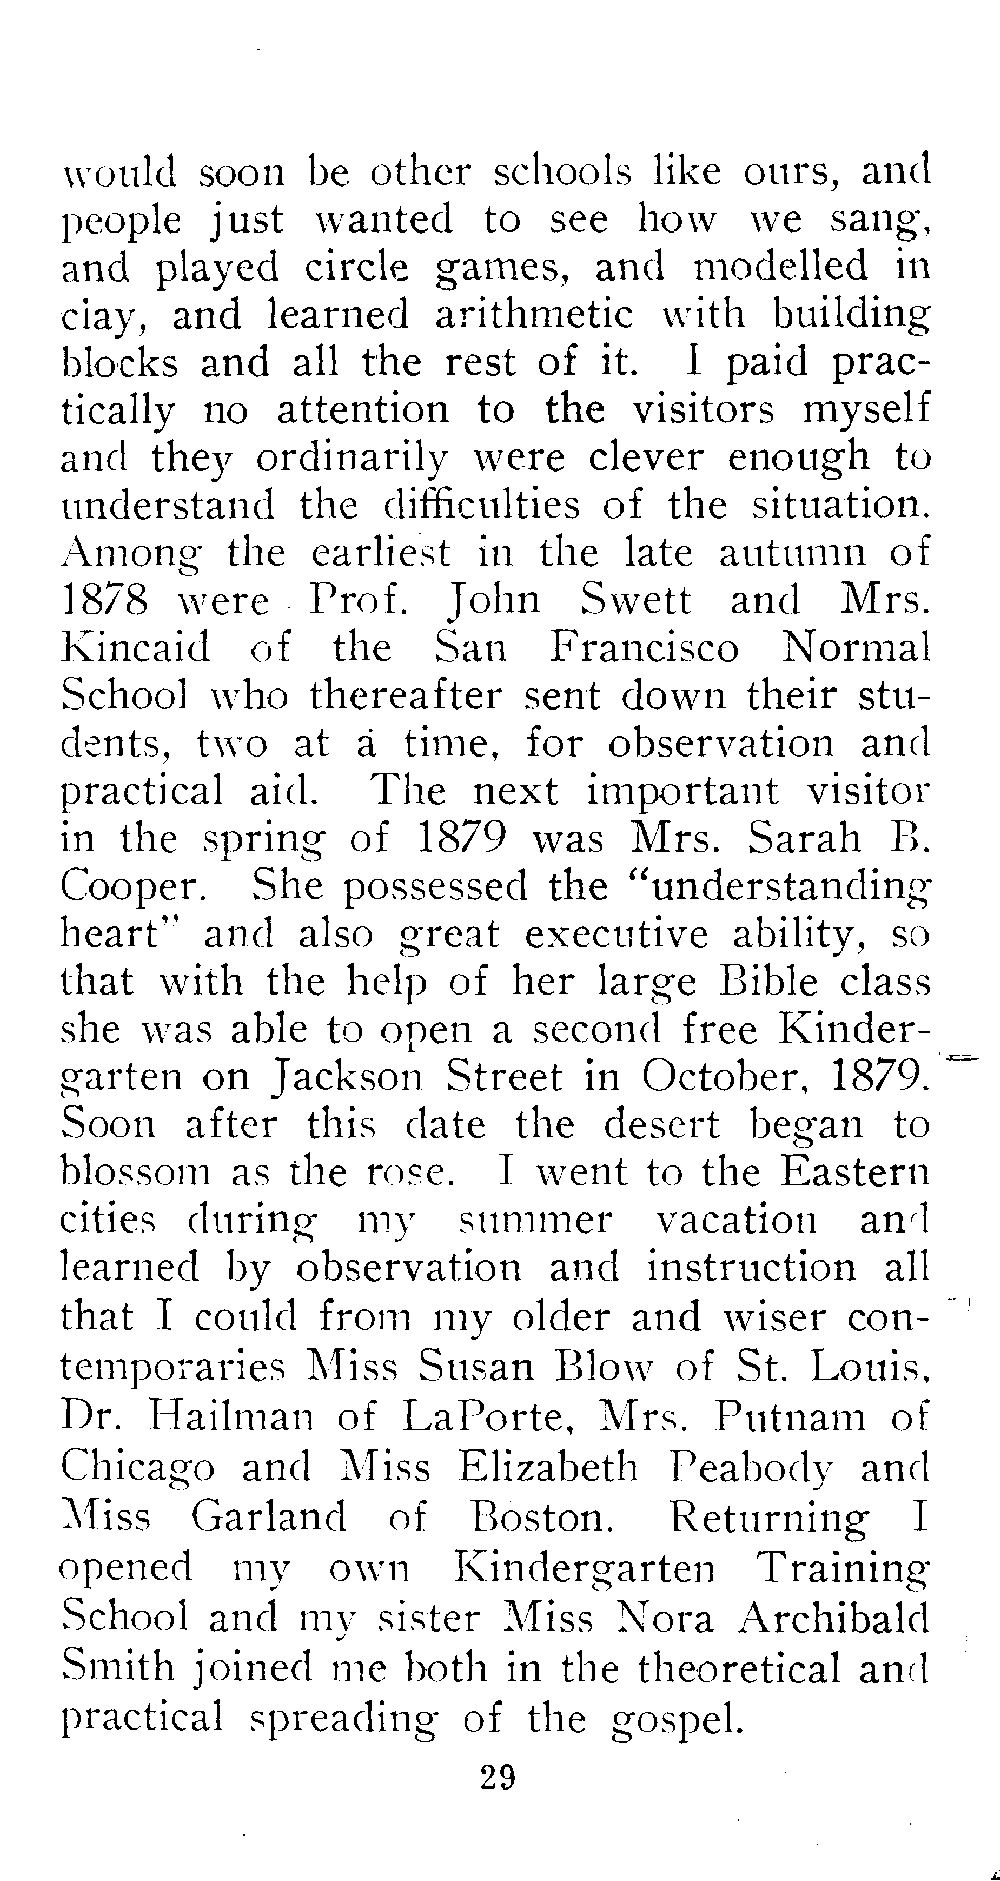 would soon be other schools like ours, and
people just wanted to see how we sang,
and played circle games, and modelled in
clay, and learned arithmetic with building
blocks and all the rest of it. I paid prac-
tically no attention to the visitors myself
and they ordinarily were clever enough to
understand the difficulties of the situation.
Among the earliest in the late autumn of
1878 were Prof. John Swett and Mrs.
Kincaid of the San Francisco Normal
School who thereafter sent down their stu-
dents, two at a time, for observation and
practical aid. The next important visitor
in the spring of 1879 was Mrs. Sarah B.
Cooper. She possessed the "understanding
heart" and also great executive ability, so
that with the help of her large Bible class
she was able to open a second free Kinder-
garten on Jackson Street in October, 1879.
Soon after this date the desert began to
blossom as the rose. I went to the Eastern
cities during my summer vacation and
learned by observation and instruction all
that I could from my older and wiser con-
temporaries Miss Susan Blow of St. Louis,
Dr. Hailman of LaPorte, Mrs. Putnam of
Chicago and Miss Elizabeth Peabody and
Miss Garland of Boston. Returning I
opened my own Kindergarten Training
School and my sister Miss Nora Archibald
Smith joined me both in the theoretical and
practical spreading of the gospel.
29